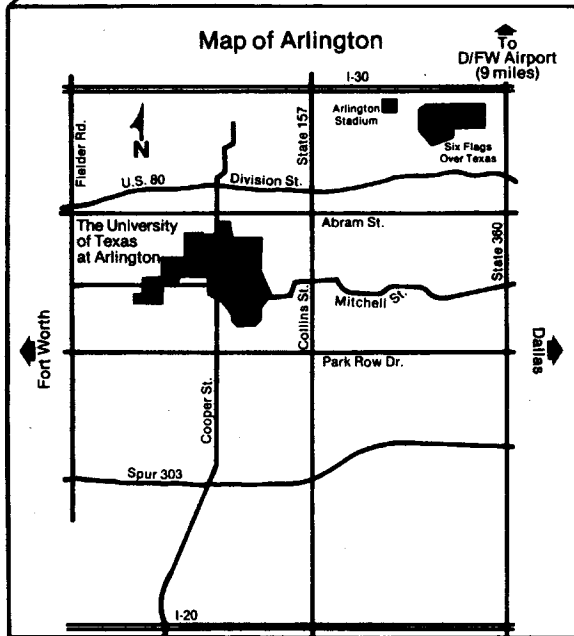 Map of Arlington
To
D/FW Airport
(9 miles)
I-30
Arlington
Stadium
Six Flags
Over Texas
State 157
Fielder Rd.
N
U.S. 80
Division St.
The University
of Texas
at Arlington
Abram St.
State 360
Mitchell St.
Collins St.
Fort Worth
Dallas
Park Row Dr.
Cooper St.
Spur 303
I-20